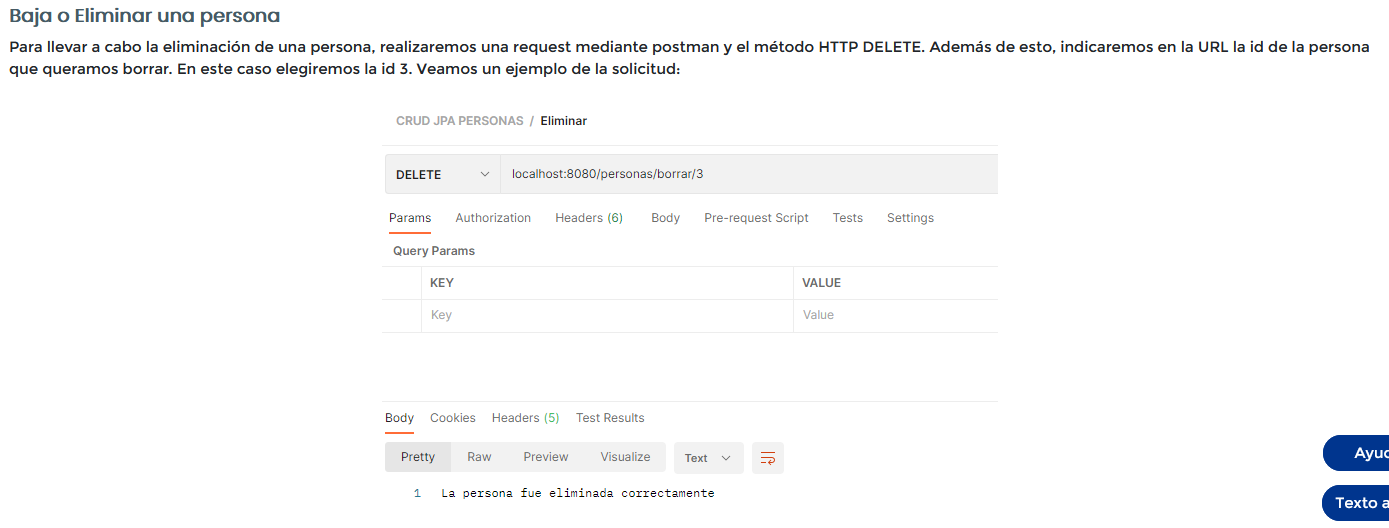 Baja o Eliminar una persona
Para llevar a cabo la eliminación de una persona, realizaremos una request mediante postman y el método HTTP DELETE. Además de esto, indicaremos en la URL la id de la persona
que queramos borrar. En este caso elegiremos la id 3. Veamos un ejemplo de la solicitud:
CRUD JPA PERSONAS / Eliminar
DELETE localhost:8080/personas/borrar/3
Params Authorization Headers (6) Body Pre-request Script Tests Settings
Query Params
KEY VALUE
Key Value
Body Cookies Headers (5) Test Results
Pretty Raw Preview Visualize Text
1 La persona fue eliminada correctamente
Texto